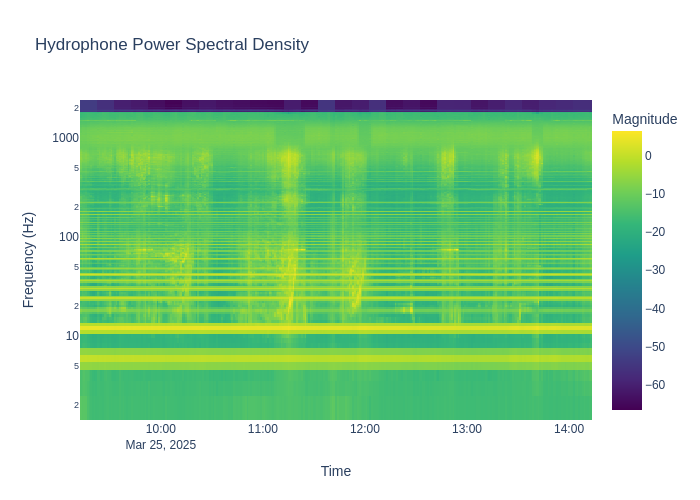 Hydrophone Power Spectral Density
Magnitude
0
−10
−20
−30
−40
−50
−60
2
1000
5
2
100
5
2
10
5
2
Frequency (Hz)
10:00 11:00 12:00 13:00 14:00
Mar 25, 2025
Time